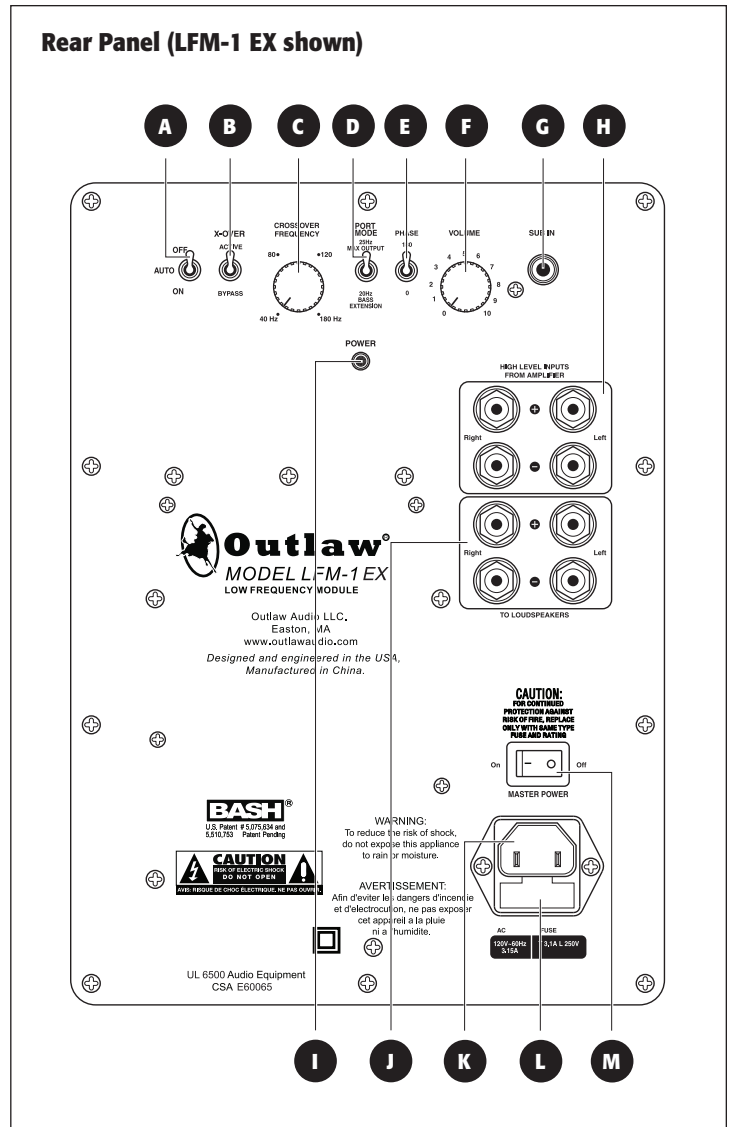 Rear Panel (LFM-1 EX shown)
A B C D E F G H
OFF
AUTO
ON
X-OVER
ACTIVE
BYPASS
CROSSOVER
FREQUENCY
80 120
40 Hz 180 Hz
PORT
MODE
25Hz
MAX OUTPUT
20Hz
BASS
EXTENSION
PHASE
180
0
VOLUME
0 1 2 3 4 5 6 7 8 9 10
SUB IN
POWER
HIGH LEVEL INPUTS
FROM AMPLIFIER
+
Right Left
-
+
Right Left
-
TO LOUDSPEAKERS
Outlaw®
MODEL LFM-1 EX
LOW FREQUENCY MODULE
Outlaw Audio LLC.
Easton, MA
www.outlawaudio.com
Designed and engineered in the USA,
Manufactured in China.
CAUTION:
FOR CONTINUED
PROTECTION AGAINST
RISK OF FIRE, REPLACE
ONLY WITH SAME TYPE
FUSE AND RATING
On Off
MASTER POWER
BASH®
U.S. Patent # 5,075,634 and
5,510,753 Patent Pending
CAUTION
RISK OF ELECTRIC SHOCK
DO NOT OPEN
AVIS: RISQUE DE CHOC ÉLECTRIQUE, NE PAS OUVRIR.
WARNING:
To reduce the risk of shock,
do not expose this appliance
to rain or moisture.
AVERTISSEMENT:
Afin d'eviter les dangers d'incendie
et d'electrocution, ne pas exposer
cet appareil a la pluie
ni a l'humidite.
AC FUSE
120V~60Hz
3.15A
3,1A L 250V
UL 6500 Audio Equipment
CSA E60065
I J K L M